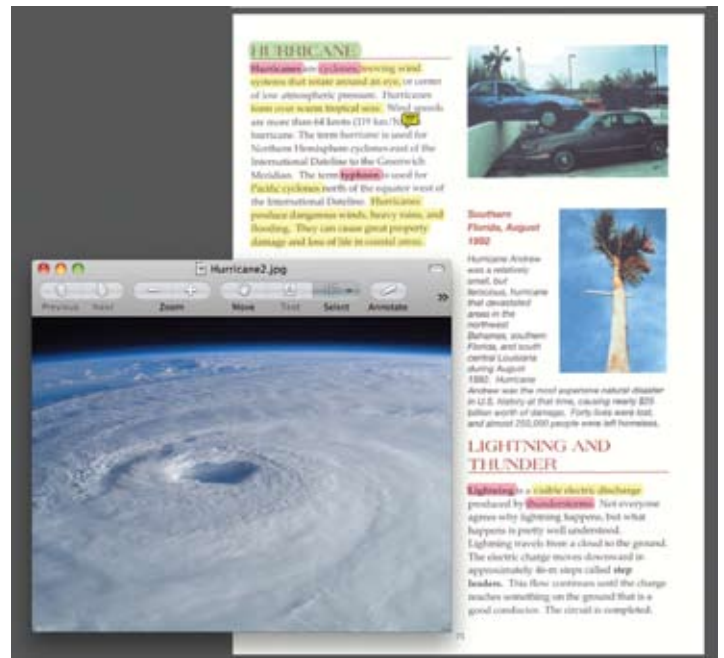 HURRICANE
Hurricanes are cyclones, revolving wind
systems that rotate around an eye, or center
of low atmospheric pressure. Hurricanes
form over warm tropical seas. Wind speeds
are more than 64 knots (119 km/h)
hurricane. The term hurricane is used for
Northern Hemisphere cyclones east of the
International Dateline to the Greenwich
Meridian. The term typhoon is used for
Pacific cyclones north of the equator west of
the International Dateline. Hurricanes
produce dangerous winds, heavy rains, and
flooding. They can cause great property
damage and loss of life in coastal areas.
Hurricane2.jpg
Previous Next Zoom Move Text Select Annotate
Southern
Florida, August
1992
Hurricane Andrew
was a relatively
small, but
ferocious, hurricane
that devastated
areas in the
northwest
Bahamas, southern
Florida, and south
central Louisiana
during August
1992. Hurricane
Andrew was the most expensive natural disaster
in U.S. history at that time, causing nearly $25
billion worth of damage. Forty lives were lost,
and almost 250,000 people were left homeless.
LIGHTNING AND
THUNDER
Lightning is a visible electric discharge
produced by thunderstorms. Not everyone
agrees why lightning happens, but what
happens is pretty well understood.
Lightning travels from a cloud to the ground.
The electric charge moves downward in
approximately 46-m steps called step
leaders. This flow continues until the charge
reaches something on the ground that is a
good conductor. The circuit is completed.